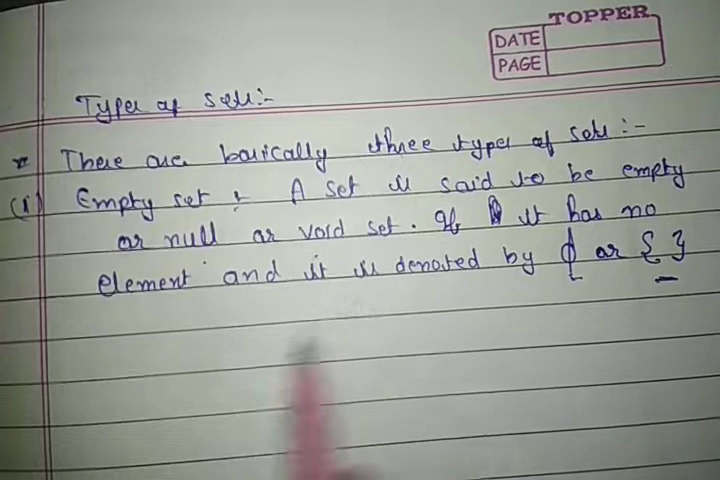 TOPPER
DATE
PAGE
Types of sets:-
* There are basically three types of sets:-
(1) Empty set : A set is said to be empty
or null or void set. If it has no
element and it is denoted by ϕ or { }